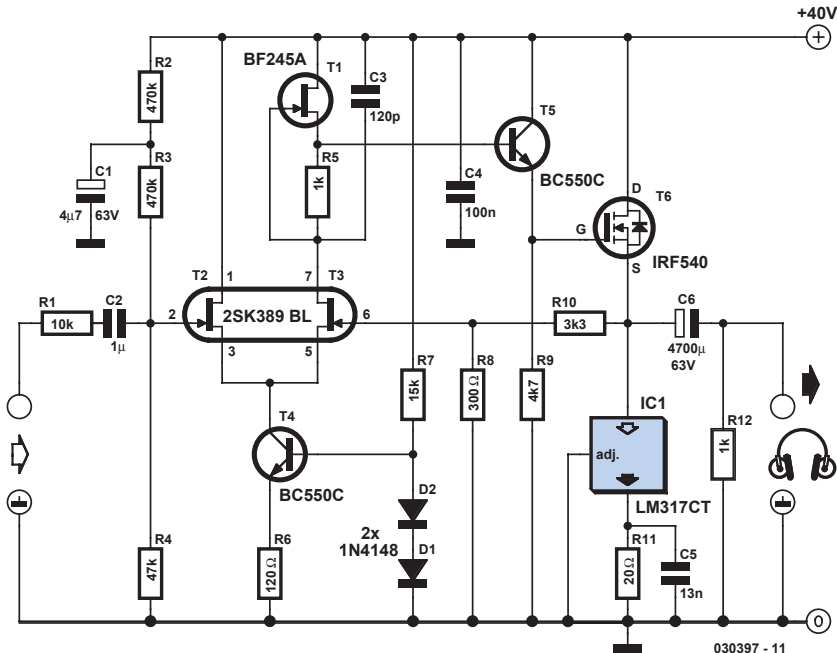 +40V
R2
470k
BF245A
T1
C3
120p
T5
R3
470k
C1
4µ7
63V
R5
1k
C4
100n
BC550C
D
T6
G
IRF540
S
T2
1
7
T3
R1
10k
C2
1µ
2
2SK389 BL
6
R10
3k3
C6
4700µ
63V
3
5
R7
15k
R8
300Ω
R9
4k7
IC1
R12
1k
T4
adj.
BC550C
D2
LM317CT
2x
1N4148
R4
47k
R6
120Ω
D1
R11
20Ω
C5
13n
0
030397 - 11